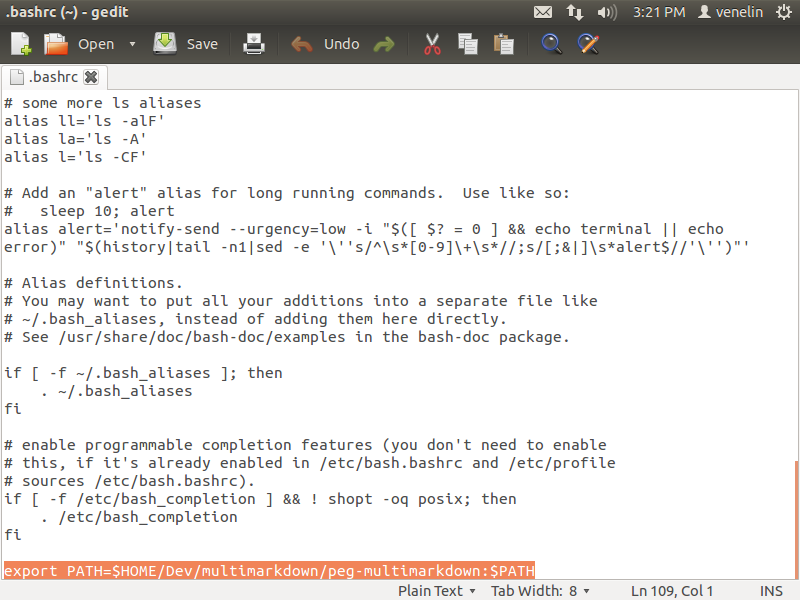 .bashrc (~) - gedit
3:21 PM
venelin
Open
Save
Undo
.bashrc
# some more ls aliases
alias ll='ls -alF'
alias la='ls -A'
alias l='ls -CF'
# Add an "alert" alias for long running commands.  Use like so:
#   sleep 10; alert
alias alert='notify-send --urgency=low -i "$([ $? = 0 ] && echo terminal || echo
error)" "$(history|tail -n1|sed -e '\''s/^\s*[0-9]\+\s*//;s/[;&|]\s*alert$//'\'')"'
# Alias definitions.
# You may want to put all your additions into a separate file like
# ~/.bash_aliases, instead of adding them here directly.
# See /usr/share/doc/bash-doc/examples in the bash-doc package.
if [ -f ~/.bash_aliases ]; then
    . ~/.bash_aliases
fi
# enable programmable completion features (you don't need to enable
# this, if it's already enabled in /etc/bash.bashrc and /etc/profile
# sources /etc/bash.bashrc).
if [ -f /etc/bash_completion ] && ! shopt -oq posix; then
    . /etc/bash_completion
fi
export PATH=$HOME/Dev/multimarkdown/peg-multimarkdown:$PATH
Plain Text
Tab Width: 8
Ln 109, Col 1
INS